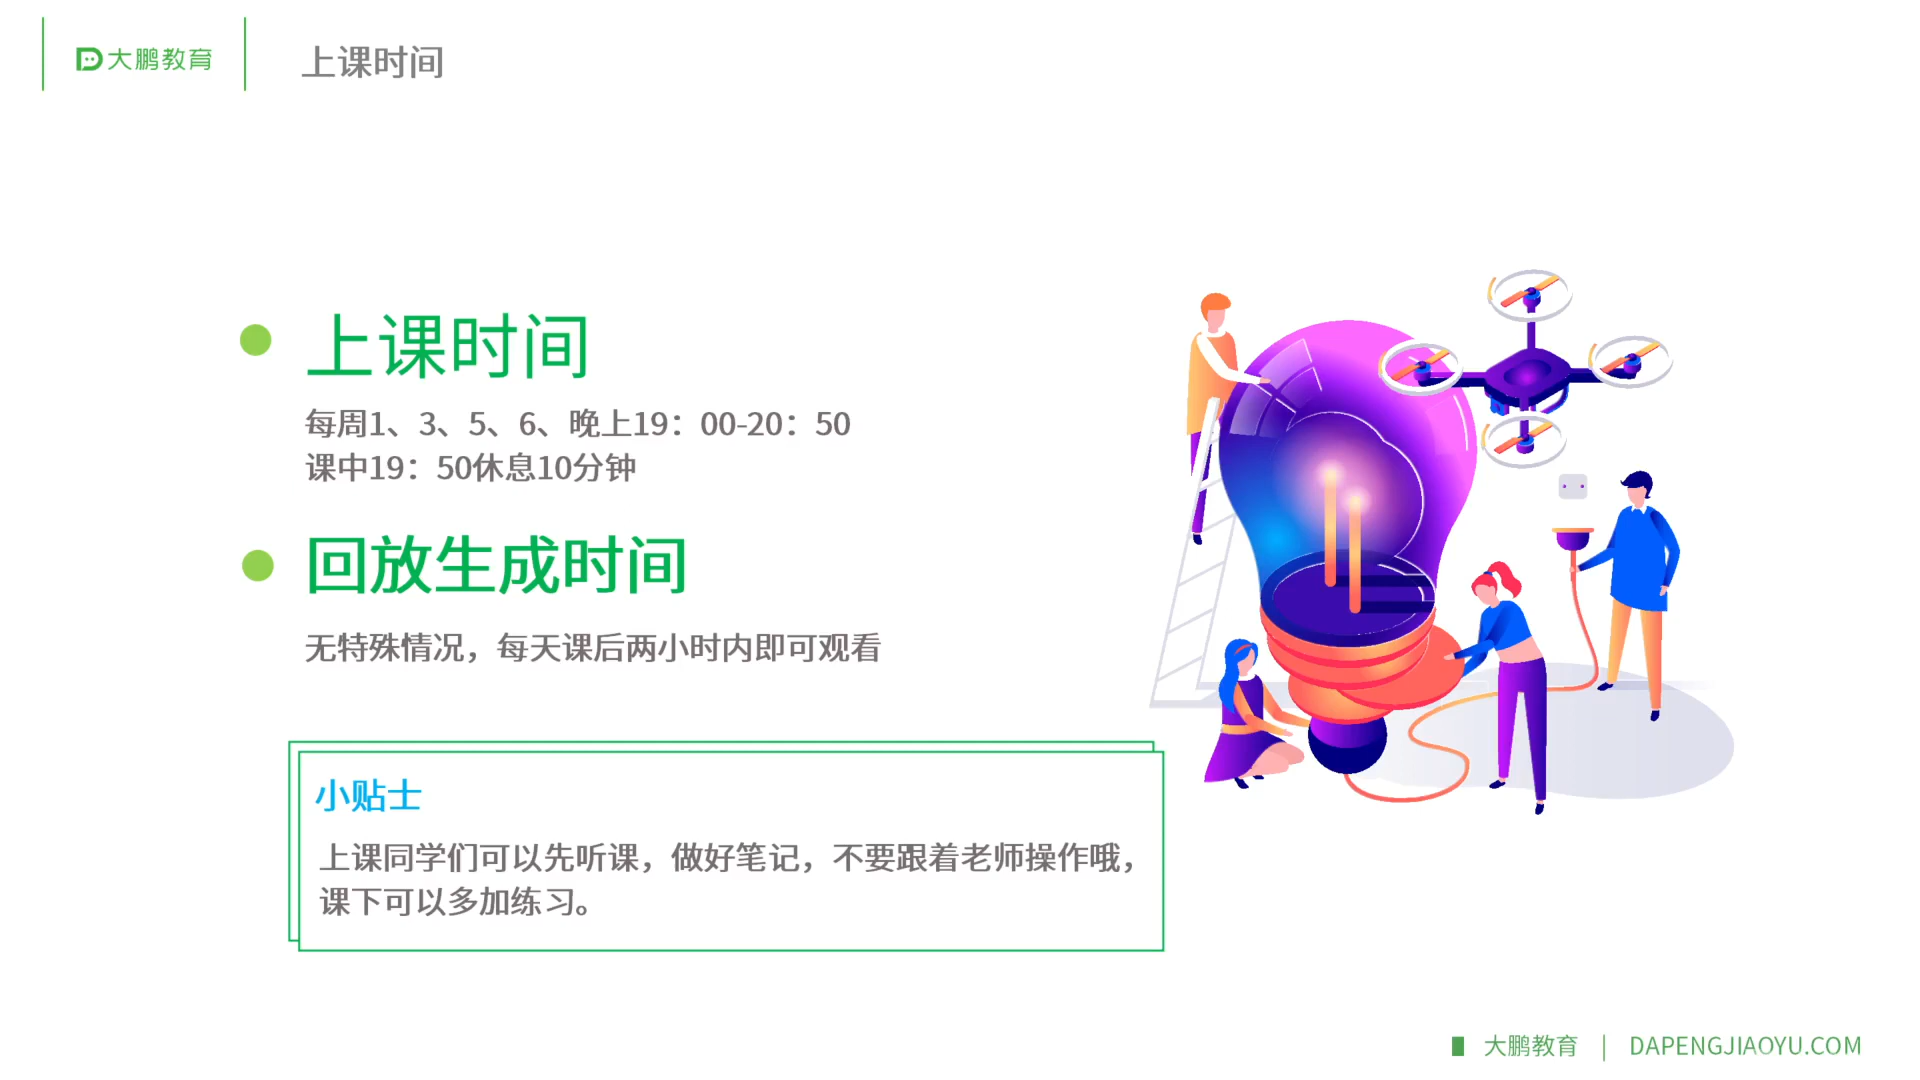 大鹏教育
上课时间
上课时间
每周1、3、5、6、晚上19：00-20：50
课中19：50休息10分钟
回放生成时间
无特殊情况，每天课后两小时内即可观看
小贴士
上课同学们可以先听课，做好笔记，不要跟着老师操作哦，
课下可以多加练习。
大鹏教育 | DAPENGJIAOYU.COM